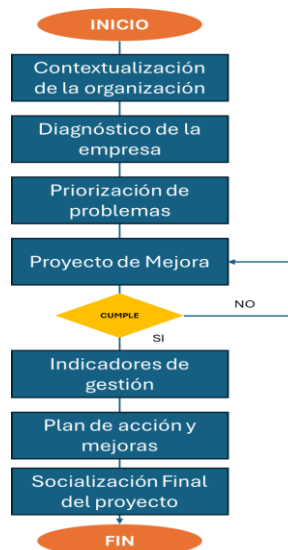 INICIO
Contextualización
de la organización
Diagnóstico de la
empresa
Priorización de
problemas
Proyecto de Mejora
CUMPLE
NO
SI
Indicadores de
gestión
Plan de acción y
mejoras
Socialización Final
del proyecto
FIN